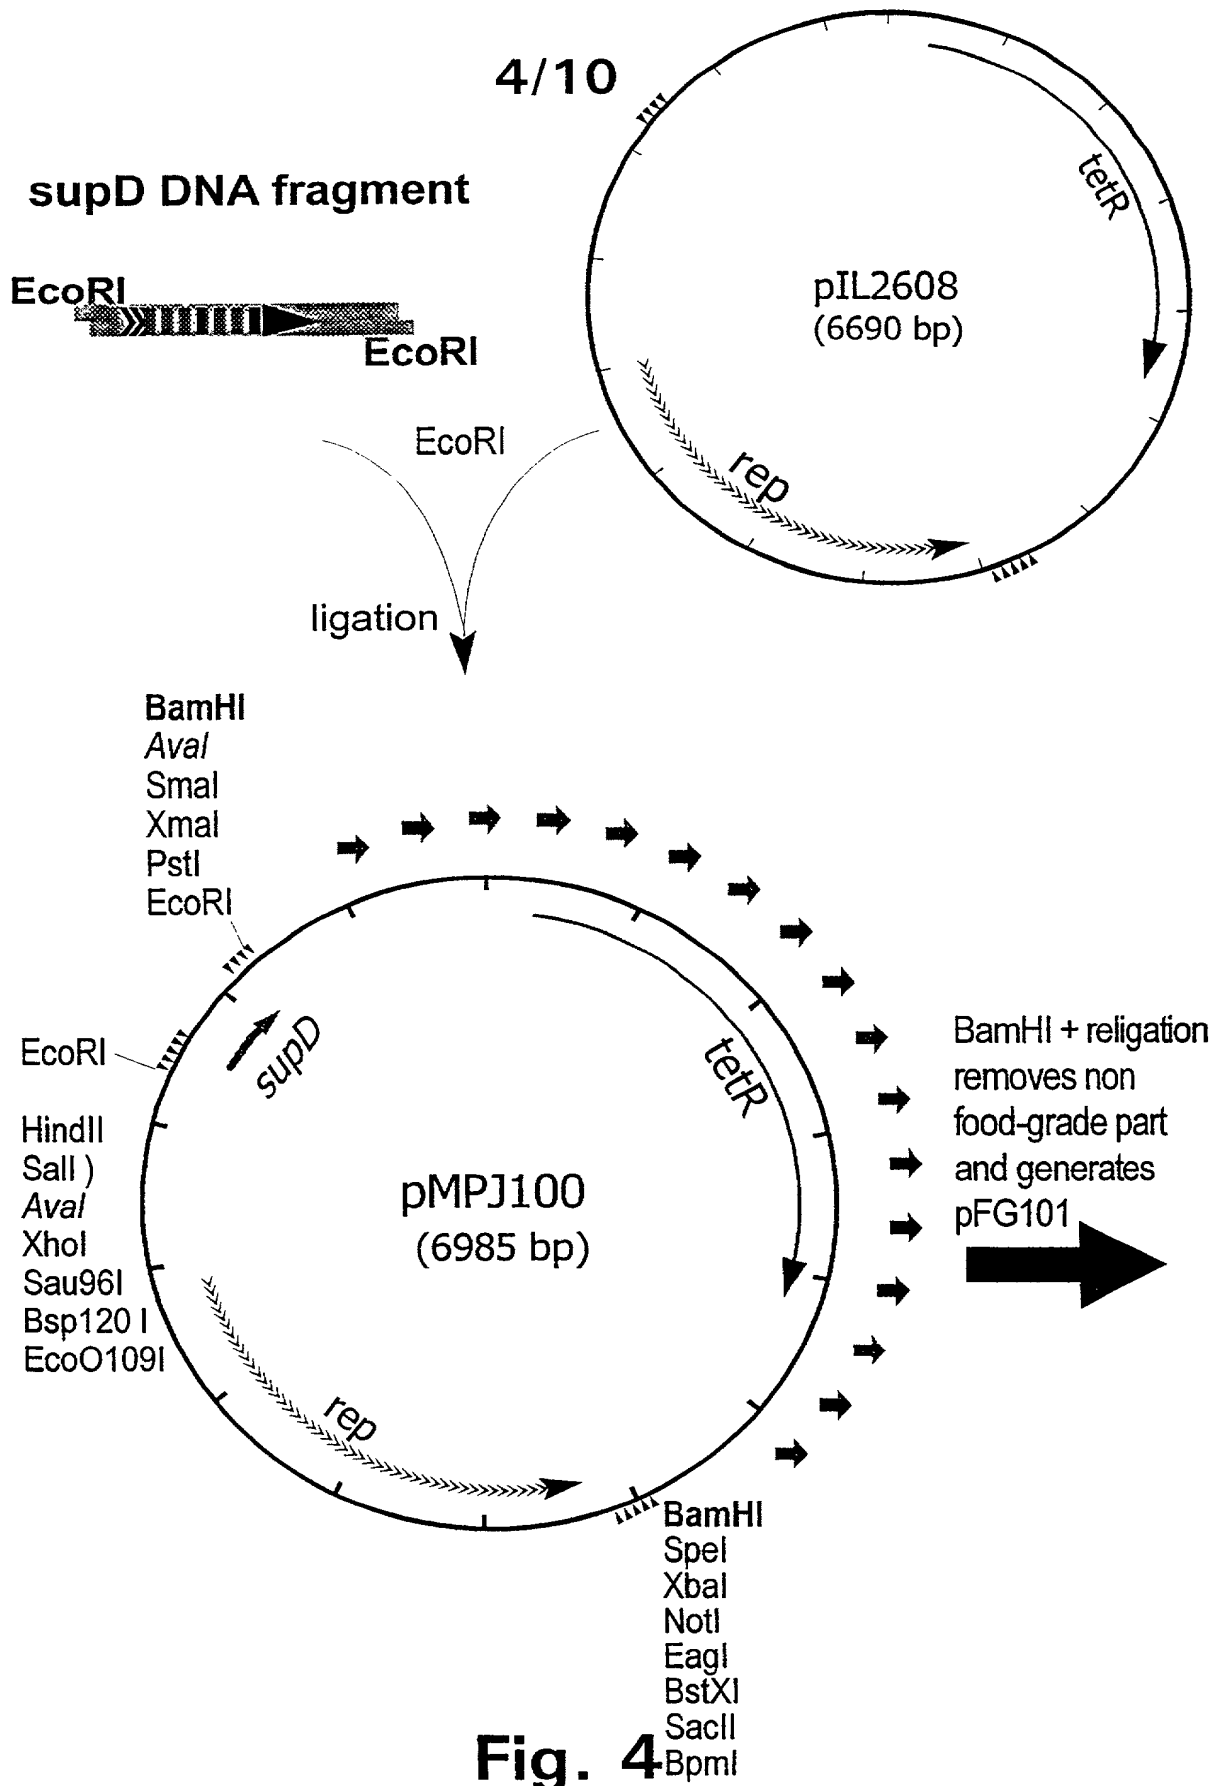 4/10
supD DNA fragment
EcoRI
EcoRI
tetR
pIL2608
(6690 bp)
rep
EcoRI
ligation
BamHI
AvaI
SmaI
XmaI
PstI
EcoRI
EcoRI
supD
tetR
HindII
SalI )
AvaI
XhoI
Sau96I
Bsp120 I
EcoO109I
pMPJ100
(6985 bp)
rep
BamHI + religation
removes non
food-grade part
and generates
pFG101
BamHI
SpeI
XbaI
NotI
EagI
BstXI
SacII
BpmI
Fig. 4